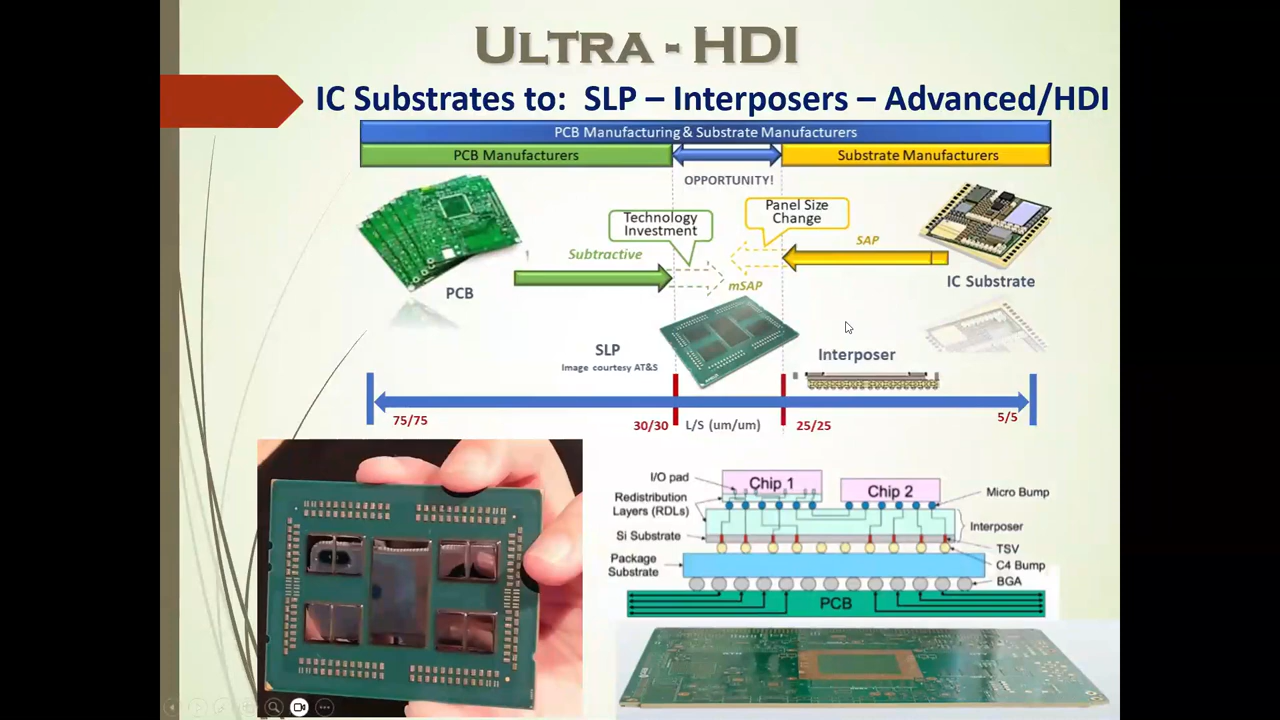 ULTRA - HDI
IC Substrates to: SLP – Interposers – Advanced/HDI
PCB Manufacturing & Substrate Manufacturers
PCB Manufacturers
Substrate Manufacturers
OPPORTUNITY!
Technology
Investment
Panel Size
Change
Subtractive
SAP
mSAP
PCB
IC Substrate
SLP
Image courtesy AT&S
Interposer
75/75
30/30
L/S (um/um)
25/25
5/5
I/O pad
Chip 1
Chip 2
Micro Bump
Redistribution
Layers (RDLs)
Interposer
Si Substrate
TSV
Package
Substrate
C4 Bump
BGA
PCB